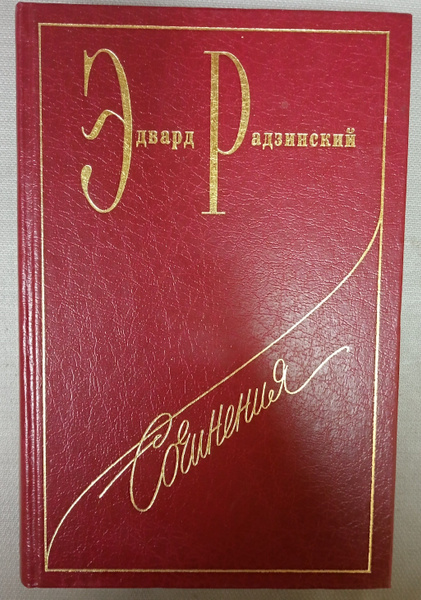 Эдвард Радзинский
Сочинения